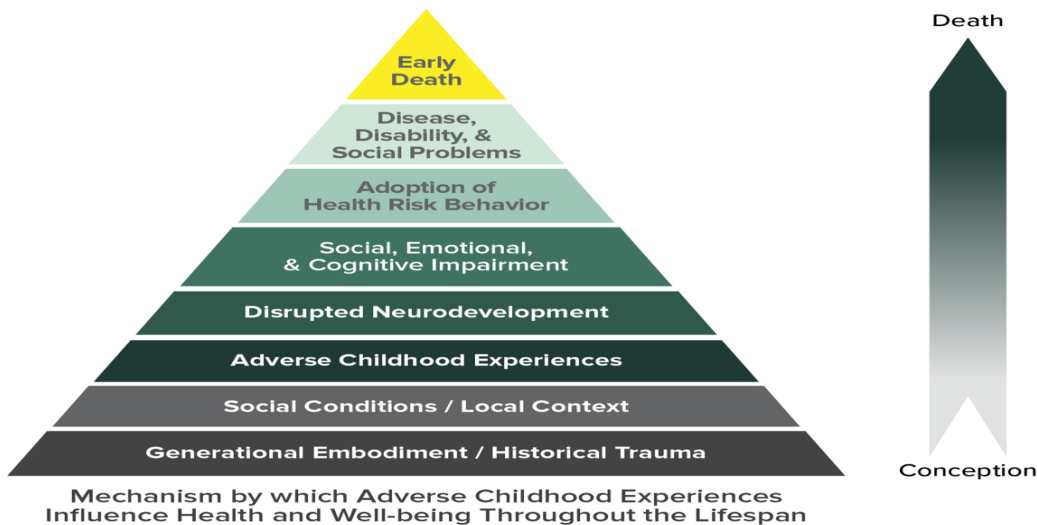 Death
Early
Death
Disease,
Disability, &
Social Problems
Adoption of
Health Risk Behavior
Social, Emotional,
& Cognitive Impairment
Disrupted Neurodevelopment
Adverse Childhood Experiences
Social Conditions / Local Context
Generational Embodiment / Historical Trauma
Conception
Mechanism by which Adverse Childhood Experiences
Influence Health and Well-being Throughout the Lifespan